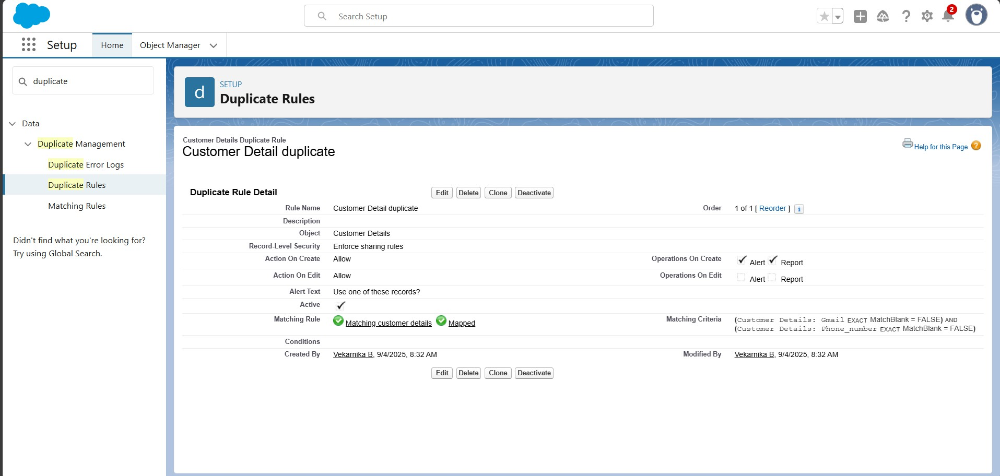 Search Setup
2
Setup
Home
Object Manager
duplicate
Data
Duplicate Management
Duplicate Error Logs
Duplicate Rules
Matching Rules
Didn't find what you're looking for?
Try using Global Search.
d
SETUP
Duplicate Rules
Customer Details Duplicate Rule
Customer Detail duplicate
Help for this Page ?
Duplicate Rule Detail Edit Delete Clone Deactivate
Rule Name Customer Detail duplicate Order 1 of 1 [ Reorder ] i
Description
Object Customer Details
Record-Level Security Enforce sharing rules
Action On Create Allow Operations On Create Alert Report
Action On Edit Allow Operations On Edit Alert Report
Alert Text Use one of these records?
Active
Matching Rule Matching customer details Mapped Matching Criteria (Customer Details: Gmail EXACT MatchBlank = FALSE) AND
(Customer Details: Phone_number EXACT MatchBlank = FALSE)
Conditions
Created By Vekarnika B, 9/4/2025, 8:32 AM Modified By Vekarnika B, 9/4/2025, 8:32 AM
Edit Delete Clone Deactivate